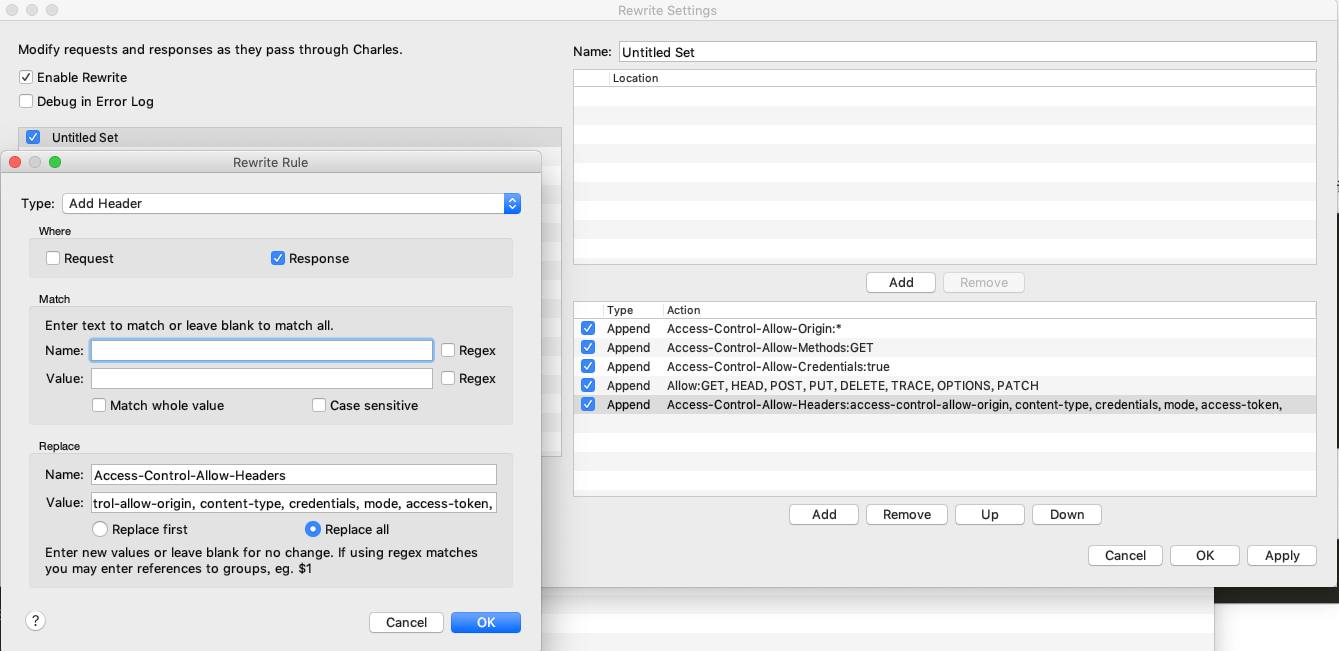 Rewrite Settings
Modify requests and responses as they pass through Charles.
Enable Rewrite
Debug in Error Log
Untitled Set
Name: Untitled Set
Location
Add Remove
Type Action
Append Access-Control-Allow-Origin:*
Append Access-Control-Allow-Methods:GET
Append Access-Control-Allow-Credentials:true
Append Allow:GET, HEAD, POST, PUT, DELETE, TRACE, OPTIONS, PATCH
Append Access-Control-Allow-Headers:access-control-allow-origin, content-type, credentials, mode, access-token,
Add Remove Up Down
Cancel OK Apply
Rewrite Rule
Type: Add Header
Where
Request Response
Match
Enter text to match or leave blank to match all.
Name: Regex
Value: Regex
Match whole value Case sensitive
Replace
Name: Access-Control-Allow-Headers
Value: trol-allow-origin, content-type, credentials, mode, access-token,
Replace first Replace all
Enter new values or leave blank for no change. If using regex matches
you may enter references to groups, eg. $1
? Cancel OK